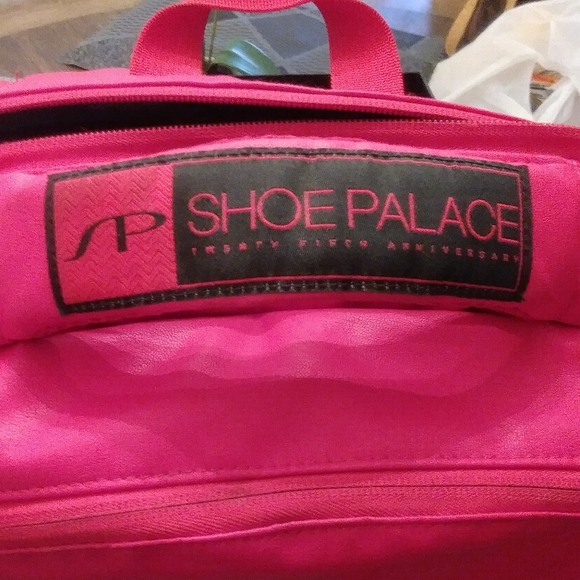 SP
SHOE PALACE
TWENTY FIFTH ANNIVERSARY